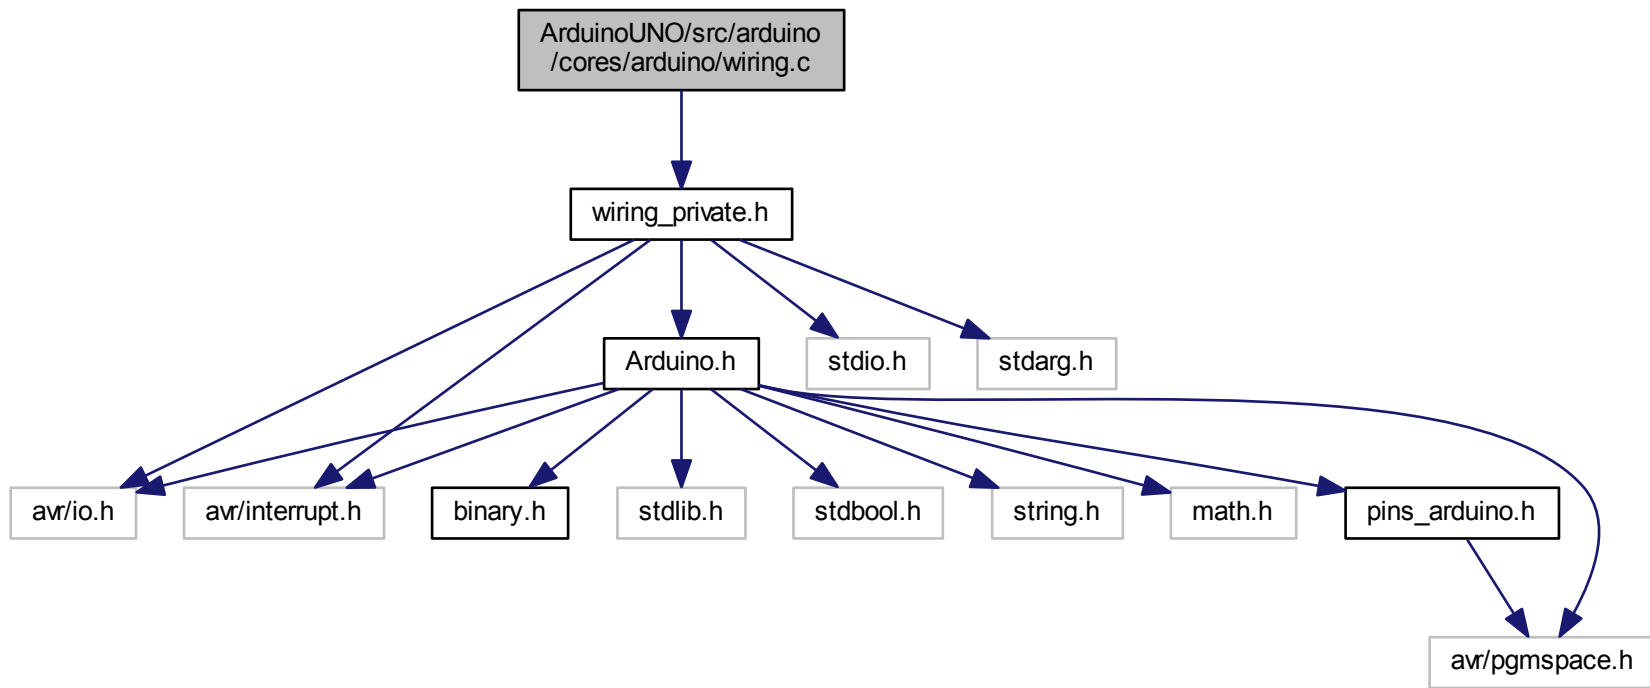 ArduinoUNO/src/arduino
/cores/arduino/wiring.c
wiring_private.h
Arduino.h
stdio.h
stdarg.h
avr/io.h
avr/interrupt.h
binary.h
stdlib.h
stdbool.h
string.h
math.h
pins_arduino.h
avr/pgmspace.h